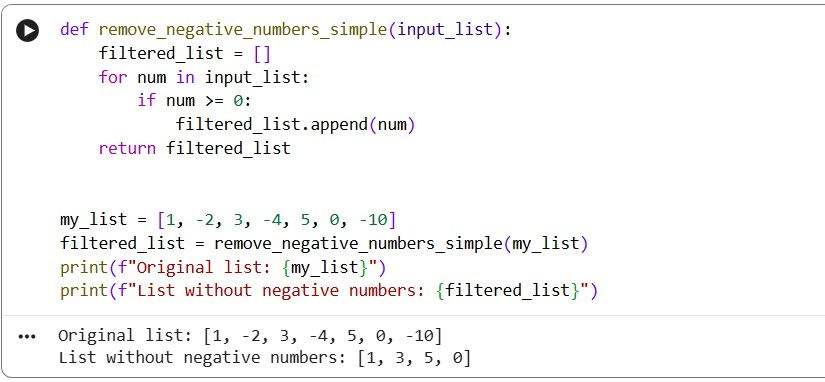 def remove_negative_numbers_simple(input_list):
    filtered_list = []
    for num in input_list:
        if num >= 0:
            filtered_list.append(num)
    return filtered_list
my_list = [1, -2, 3, -4, 5, 0, -10]
filtered_list = remove_negative_numbers_simple(my_list)
print(f"Original list: {my_list}")
print(f"List without negative numbers: {filtered_list}")
Original list: [1, -2, 3, -4, 5, 0, -10]
List without negative numbers: [1, 3, 5, 0]